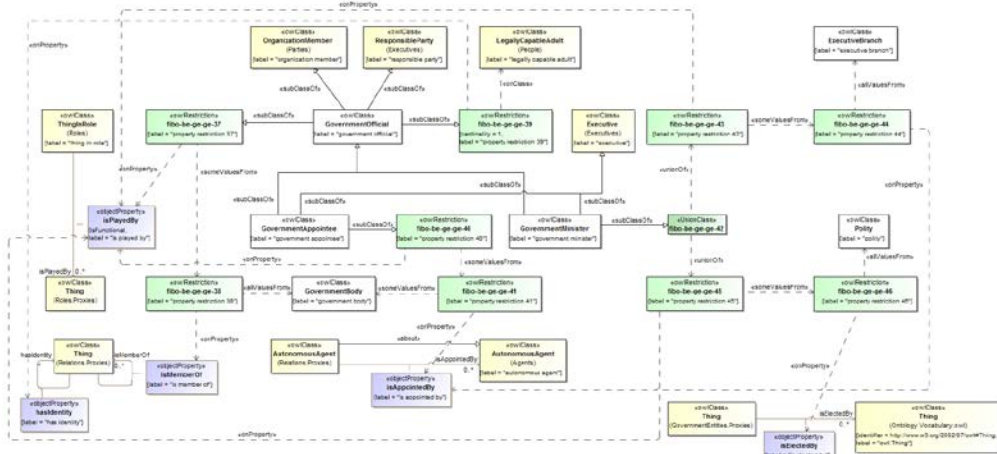 «onProperty»
«owlClass»
OrganizationMember
(Parties)
[label = "organization member"]
«owlClass»
ResponsibleParty
(Executives)
[label = "responsible party"]
«owlClass»
LegallyCapableAdult
(People)
[label = "legally capable adult"]
«owlClass»
ExecutiveBranch
[label = "executive branch"]
«onProperty»
«onClass»
«subClassOf»
«subClassOf»
«allValuesFrom»
«owlClass»
ThingInRole
(Roles)
[label = "thing in role"]
«owlRestriction»
fibo-be-ge-ge-37
[label = "property restriction 37"]
«subClassOf»
«owlClass»
GovernmentOfficial
[label = "government official"]
«subClassOf»
«owlRestriction»
fibo-be-ge-ge-39
[cardinality = 1,
label = "property restriction 39"]
«owlClass»
Executive
(Executives)
[label = "executive"]
«owlRestriction»
fibo-be-ge-ge-43
[label = "property restriction 43"]
«someValuesFrom»
«owlRestriction»
fibo-be-ge-ge-44
[label = "property restriction 44"]
«onProperty»
«someValuesFrom»
«unionOf»
«onProperty»
«subClassOf»
«subClassOf»
«subClassOf»
«subClassOf»
«objectProperty»
isPlayedBy
[isFunctional,
label = "is played by"]
«owlClass»
GovernmentAppointee
[label = "government appointee"]
«subClassOf»
«owlRestriction»
fibo-be-ge-ge-40
[label = "property restriction 40"]
«owlClass»
GovernmentMinister
[label = "government minister"]
«subClassOf»
«UnionClass»
fibo-be-ge-ge-42
«owlClass»
Polity
[label = "polity"]
«onProperty»
«someValuesFrom»
«unionOf»
«allValuesFrom»
isPlayedBy 0..*
«owlClass»
Thing
(Roles.Proxies)
«owlRestriction»
fibo-be-ge-ge-38
[label = "property restriction 38"]
«allValuesFrom»
«owlClass»
GovernmentBody
[label = "government body"]
«someValuesFrom»
«owlRestriction»
fibo-be-ge-ge-41
[label = "property restriction 41"]
«owlRestriction»
fibo-be-ge-ge-45
[label = "property restriction 45"]
«someValuesFrom»
«owlRestriction»
fibo-be-ge-ge-46
[label = "property restriction 46"]
«onProperty»
«onProperty»
«onProperty»
hasIdentity
«owlClass»
Thing
(Relations.Proxies)
isMemberOf
0..*
«objectProperty»
isMemberOf
[label = "is member of"]
«objectProperty»
hasIdentity
[label = "has identity"]
«owlClass»
AutonomousAgent
(Relations.Proxies)
«about»
isAppointedBy
0..*
«owlClass»
AutonomousAgent
(Agents)
[label = "autonomous agent"]
«objectProperty»
isAppointedBy
[label = "is appointed by"]
«onProperty»
«owlClass»
Thing
(GovernmentEntities.Proxies)
isElectedBy
0..*
«owlClass»
Thing
(Ontology Vocabulary.owl)
[label = "owl Thing"]
«objectProperty»
isElectedBy